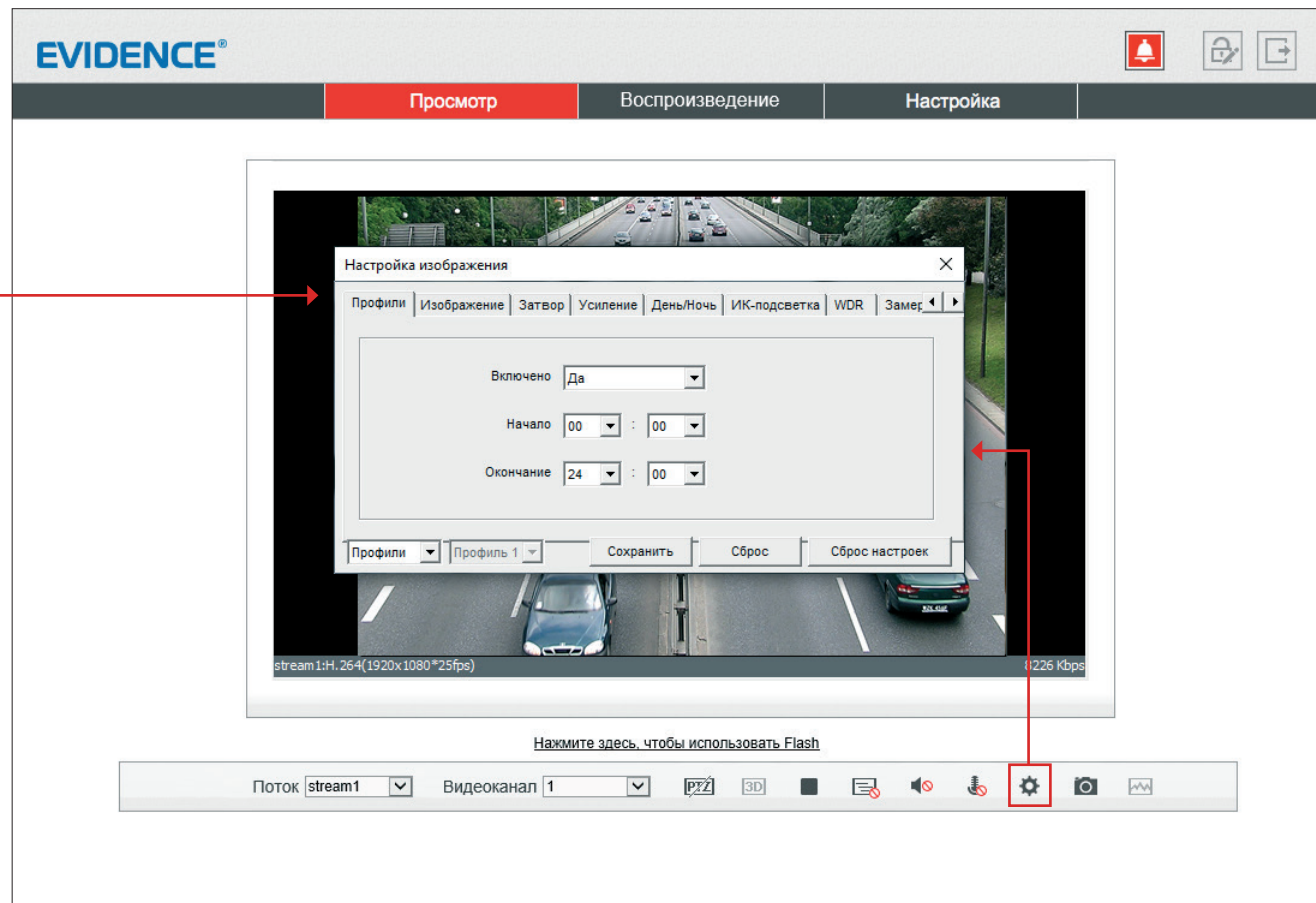 EVIDENCE®
Просмотр Воспроизведение Настройка
Настройка изображения
Профили Изображение Затвор Усиление День/Ночь ИК-подсветка WDR Замер
Включено Да
Начало 00 : 00
Окончание 24 : 00
Профили Профиль 1 Сохранить Сброс Сброс настроек
stream1:H.264(1920x1080*25fps) 8226 Kbps
Нажмите здесь, чтобы использовать Flash
Поток stream1 Видеоканал 1 PTZ 3D